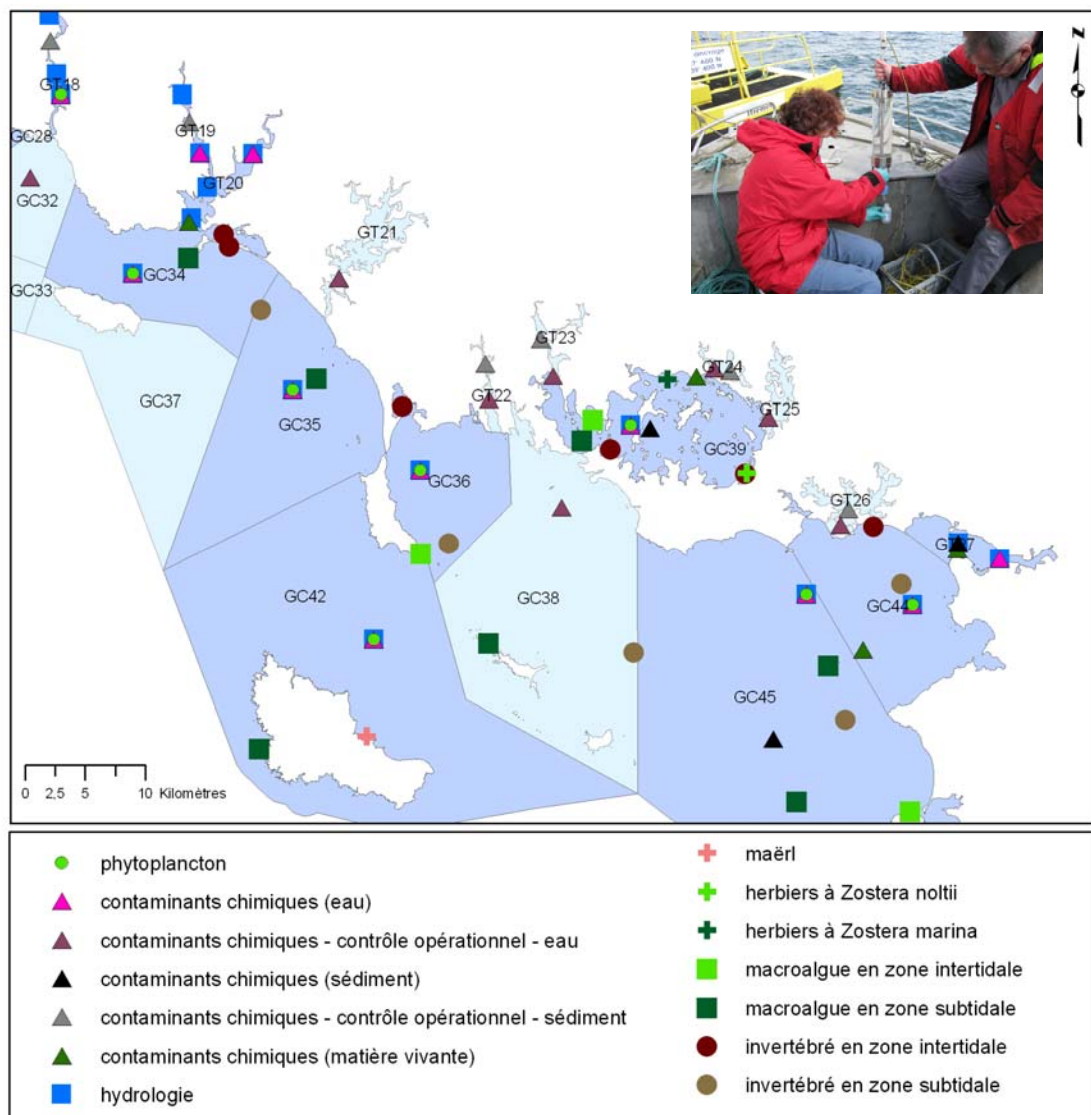 GT18
GT19
GC28
GT20
GC32
GT21
GC34
GC33
GT23
GT24
GC37
GT22
GT25
GC35
GC39
GC36
GT26
GC42
GC38
GC44
GC45
0 2,5 5 10 Kilomètres
N
phytoplancton
contaminants chimiques (eau)
contaminants chimiques - contrôle opérationnel - eau
contaminants chimiques (sédiment)
contaminants chimiques - contrôle opérationnel - sédiment
contaminants chimiques (matière vivante)
hydrologie
maërl
herbiers à Zostera noltii
herbiers à Zostera marina
macroalgue en zone intertidale
macroalgue en zone subtidale
invertébré en zone intertidale
invertébré en zone subtidale